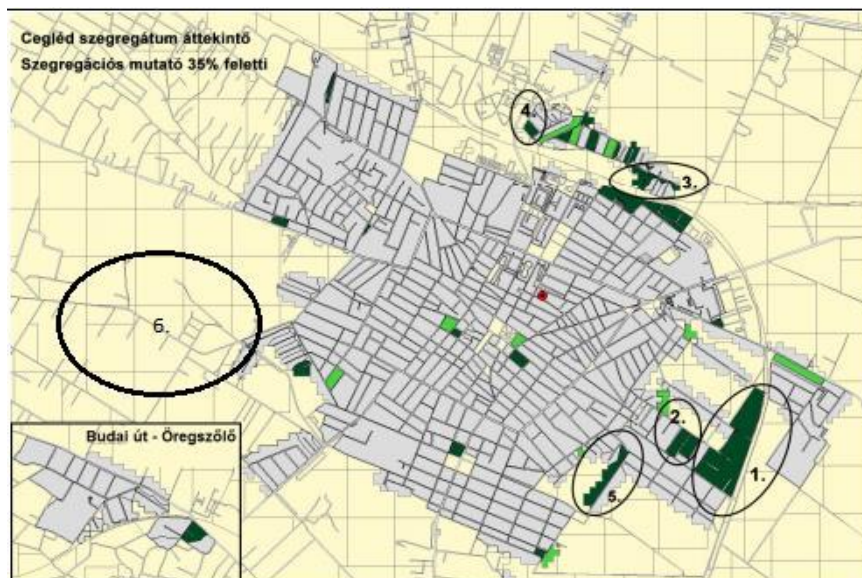 Cegléd szegregátum áttekintő
Szegregációs mutató 35% feletti
4.
3.
6.
2.
1.
5.
Budai út - Öregszőlő